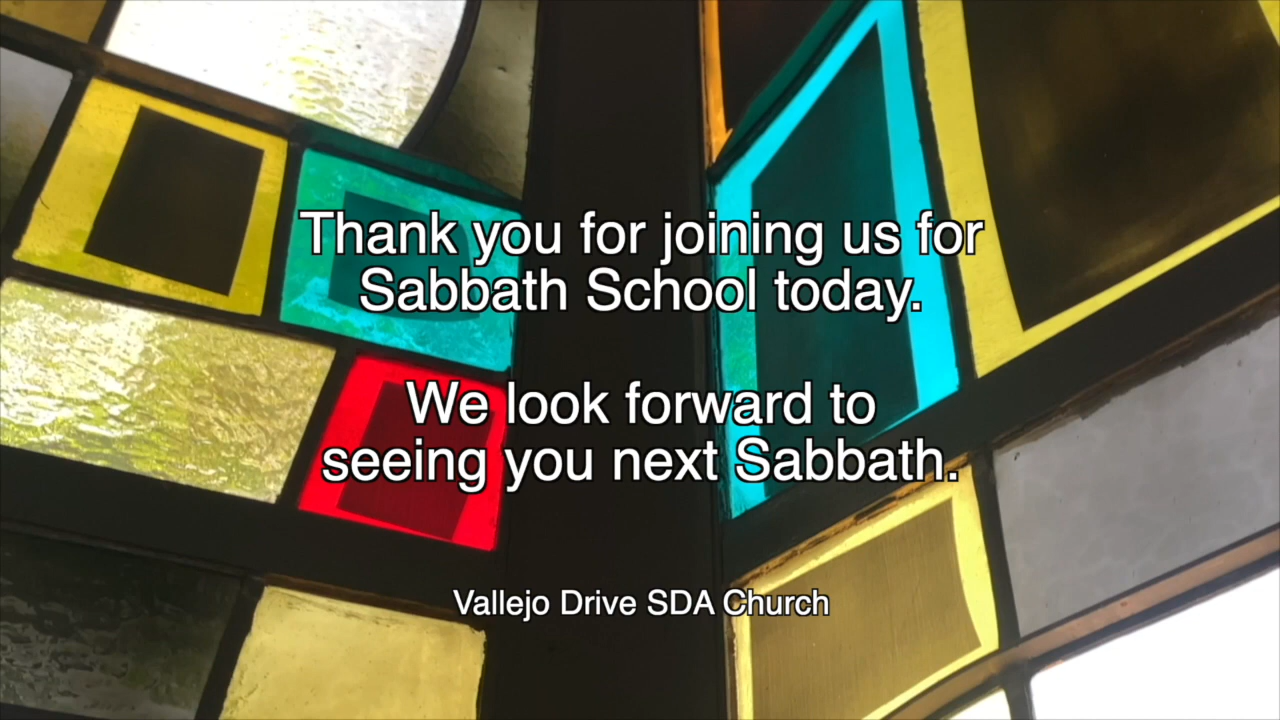 Thank you for joining us for
Sabbath School today.
We look forward to
seeing you next Sabbath.
Vallejo Drive SDA Church